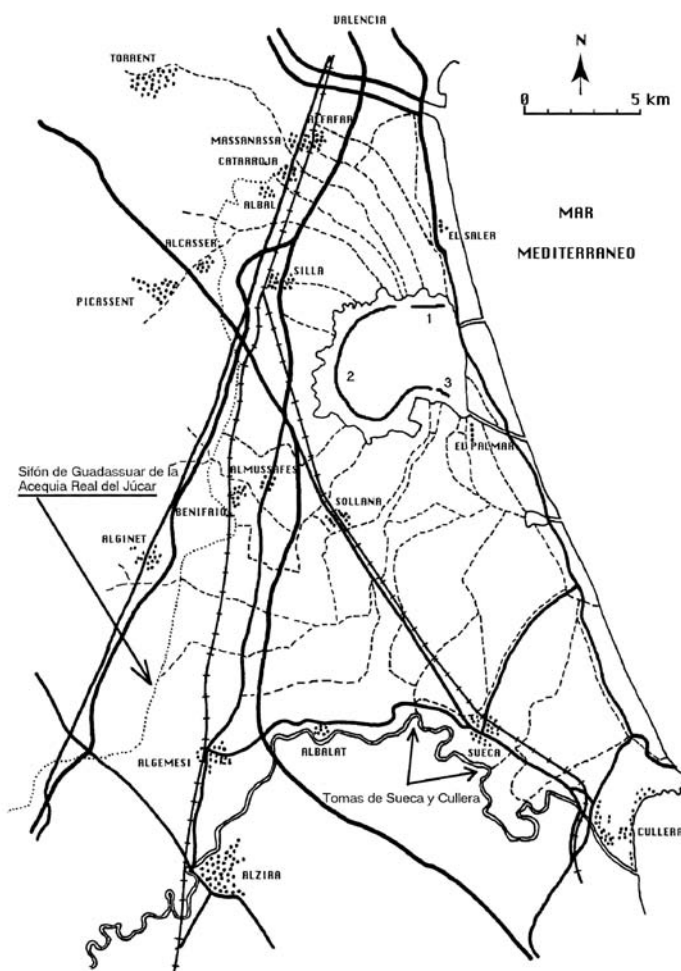 VALENCIA
TORRENT
N
0 5 km
ALFAFAR
MASSANASSA
CATARROJA
ALBAL
MAR
MEDITERRANEO
EL SALER
ALCASSER
SILLA
PICASSENT
1
2
3
EL PALMAR
Sifón de Guadassuar de la
Acequia Real del Júcar
ALMUSSAFES
BENIFAIO
SOLLANA
ALGINET
ALGEMESI
ALBALAT
SUECA
Tomas de Sueca y Cullera
CULLERA
ALZIRA